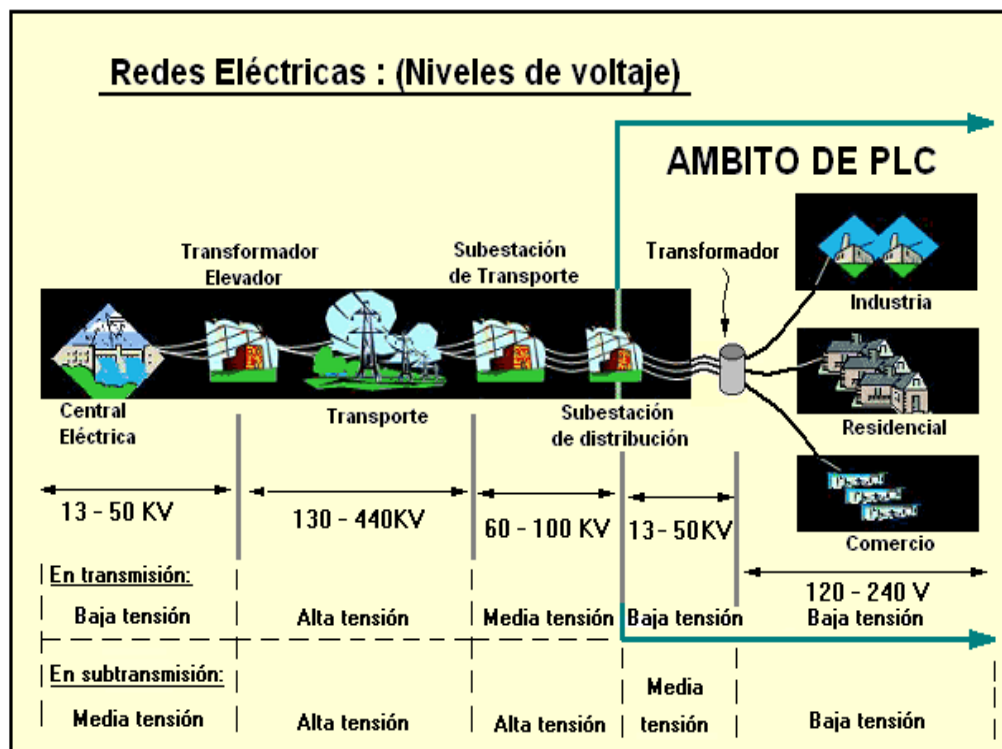 Redes Eléctricas : (Niveles de voltaje)
AMBITO DE PLC
Transformador
Elevador
Subestación
de Transporte
Transformador
Industria
Central
Eléctrica
Transporte
Subestación
de distribución
Residencial
Comercio
13 - 50 KV
130 - 440KV
60 - 100 KV
13 - 50KV
120 - 240 V
En transmisión:
Baja tensión
Alta tensión
Media tensión
Baja tensión
Baja tensión
En subtransmisión:
Media tensión
Alta tensión
Alta tensión
Media
tensión
Baja tensión